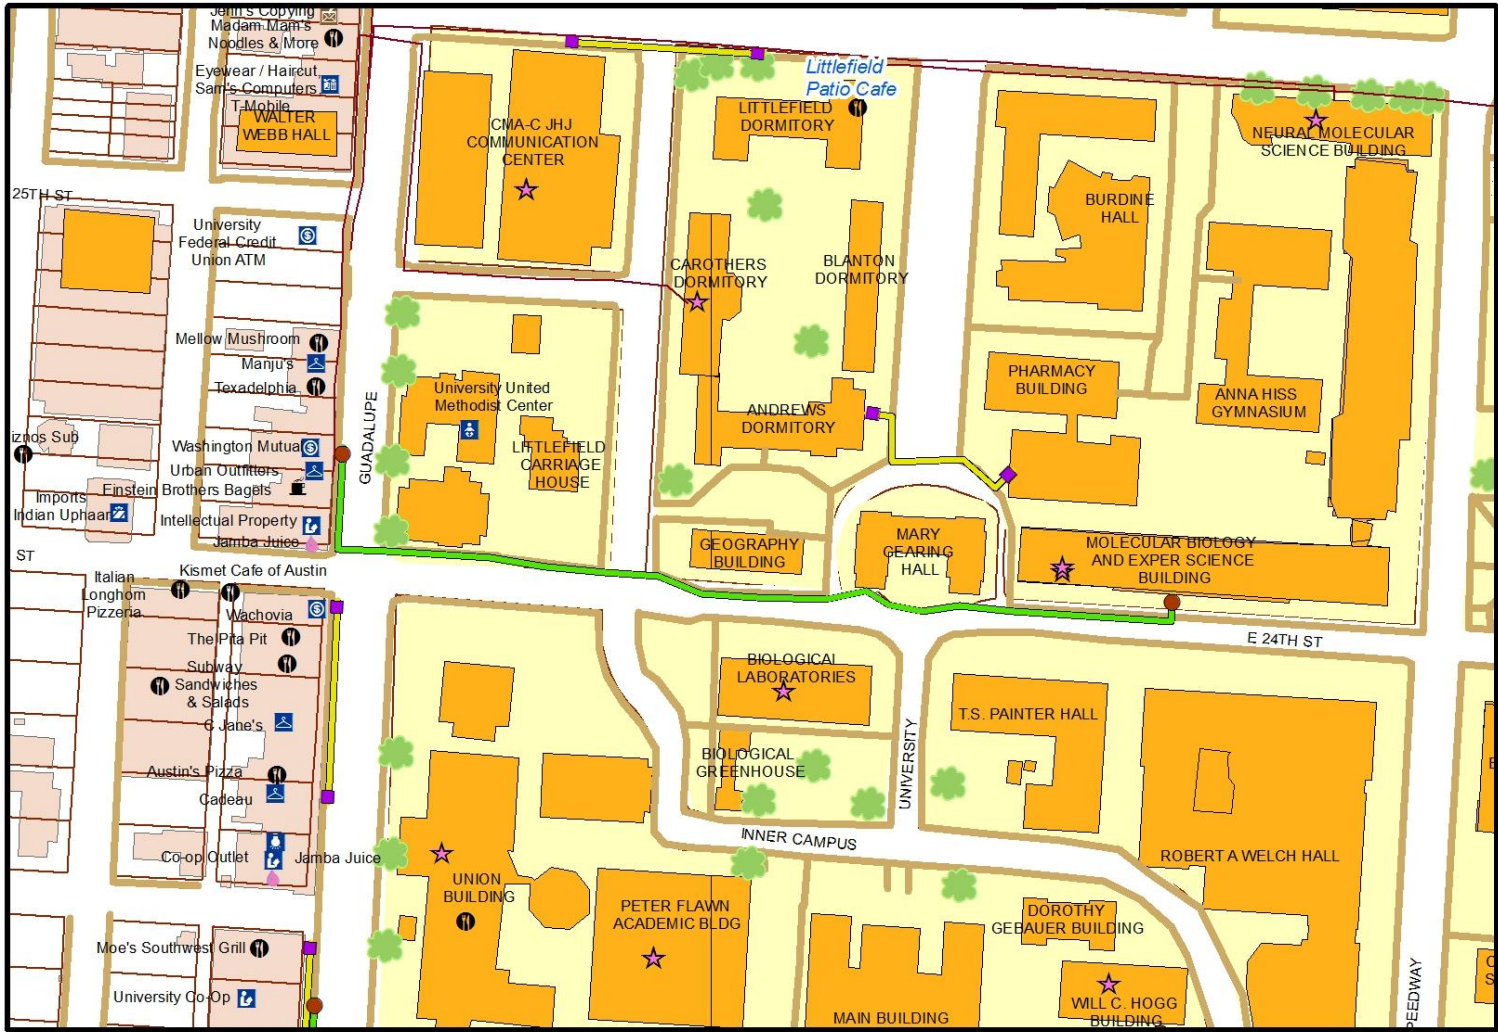 Jenn's Copying
Madam Mam's
Noodles & More
Eyewear / Haircut,
Sam's Computers
T-Mobile
WALTER
WEBB HALL
25TH ST
University
Federal Credit
Union ATM
Mellow Mushroom
Manju's
Texadelphia
Washington Mutual
Urban Outfitters
Einstein Brothers Bagels
iznos Sub
Imports
Indian Uphaar
Intellectual Property
Jamba Juice
ST
Kismet Cafe of Austin
Italian
Longhorn
Pizzeria
Wachovia
The Pita Pit
Subway
Sandwiches
& Salads
C Jane's
Austin's Pizza
Cadeau
Co-op Outlet
Jamba Juice
Moe's Southwest Grill
University Co-Op
GUADALUPE
CMA-C JHJ
COMMUNICATION
CENTER
Littlefield
Patio Cafe
LITTLEFIELD
DORMITORY
NEURAL MOLECULAR
SCIENCE BUILDING
BURDINE
HALL
CAROTHERS
DORMITORY
BLANTON
DORMITORY
University United
Methodist Center
LITTLEFIELD
CARRIAGE
HOUSE
ANDREWS
DORMITORY
PHARMACY
BUILDING
ANNA HISS
GYMNASIUM
GEOGRAPHY
BUILDING
MARY
GEARING
HALL
MOLECULAR BIOLOGY
AND EXPER SCIENCE
BUILDING
E 24TH ST
BIOLOGICAL
LABORATORIES
T.S. PAINTER HALL
BIOLOGICAL
GREENHOUSE
UNIVERSITY
INNER CAMPUS
ROBERT A WELCH HALL
UNION
BUILDING
PETER FLAWN
ACADEMIC BLDG
DOROTHY
GEBAUER BUILDING
MAIN BUILDING
WILL C. HOGG
BUILDING
PEEDWAY